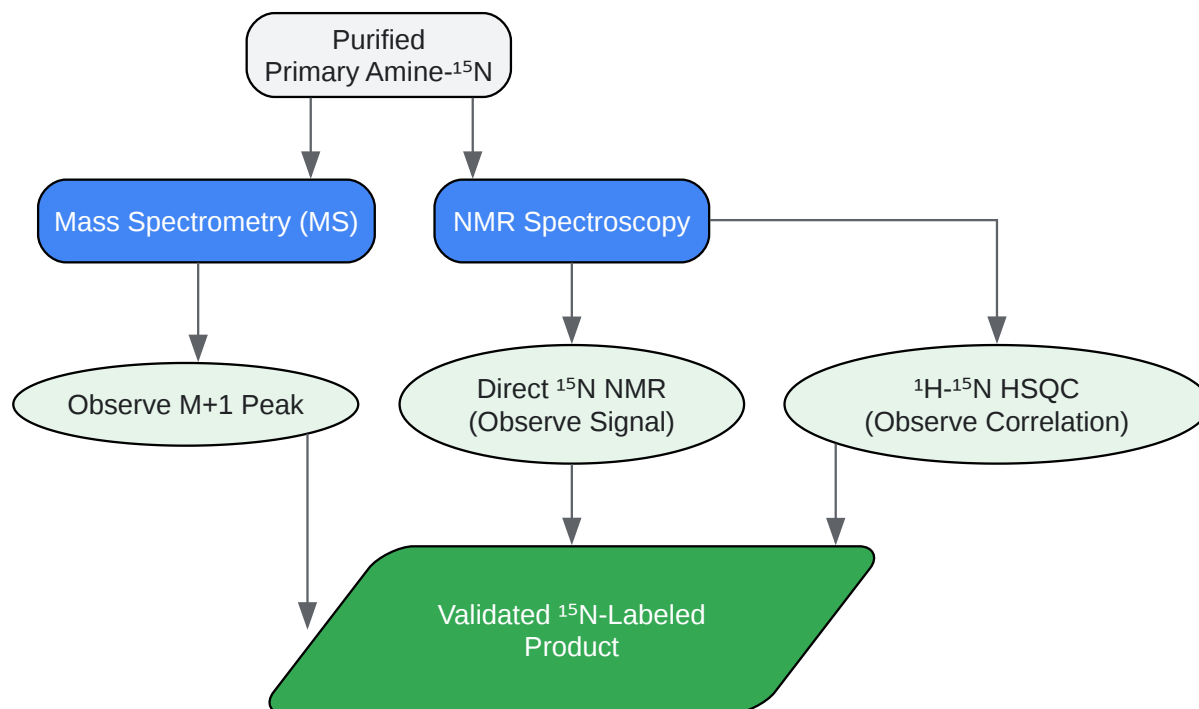 Purified
Primary Amine-¹⁵N
Mass Spectrometry (MS)
NMR Spectroscopy
Observe M+1 Peak
Direct ¹⁵N NMR
(Observe Signal)
¹H-¹⁵N HSQC
(Observe Correlation)
Validated ¹⁵N-Labeled
Product